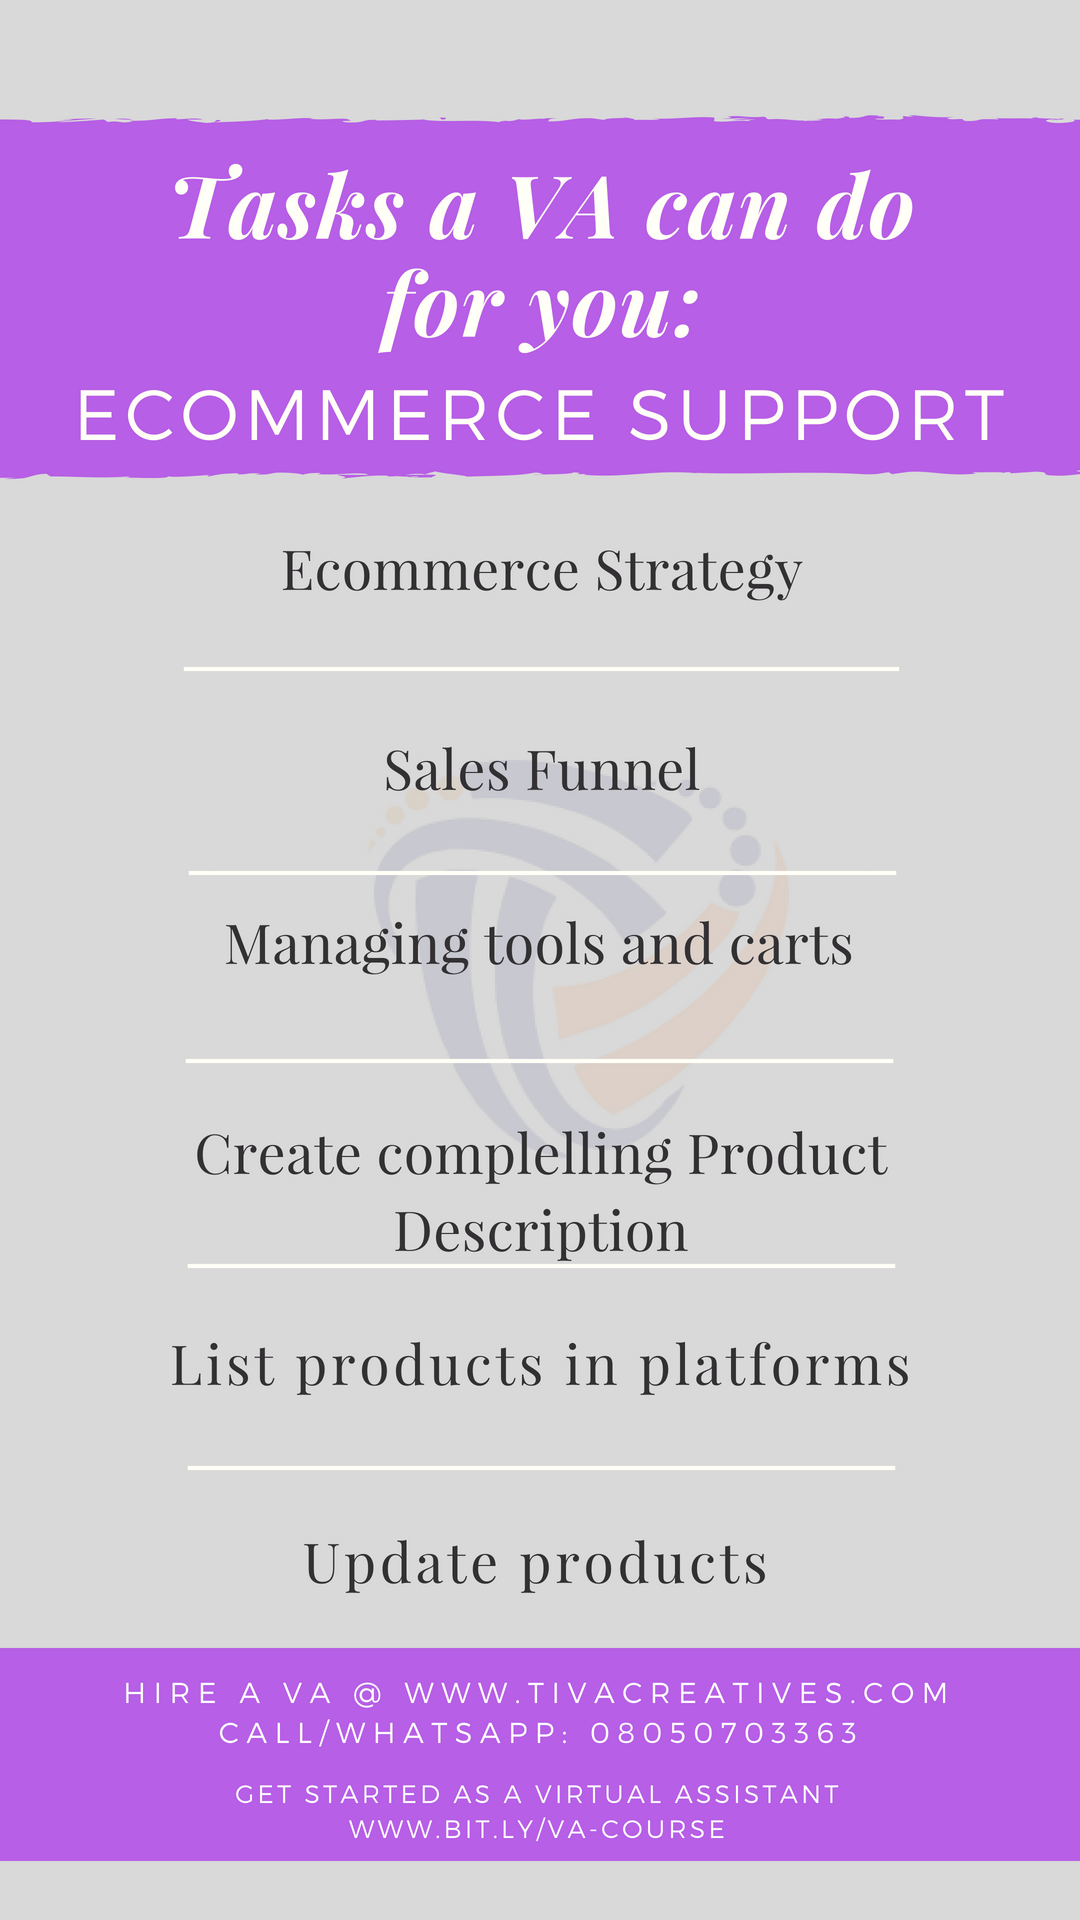 Tasks a VA can do
for you:
ECOMMERCE SUPPORT
Ecommerce Strategy
Sales Funnel
Managing tools and carts
Create complelling Product
Description
List products in platforms
Update products
HIRE A VA @ WWW.TIVACREATIVES.COM
CALL/WHATSAPP: 08050703363
GET STARTED AS A VIRTUAL ASSISTANT
WWW.BIT.LY/VA-COURSE